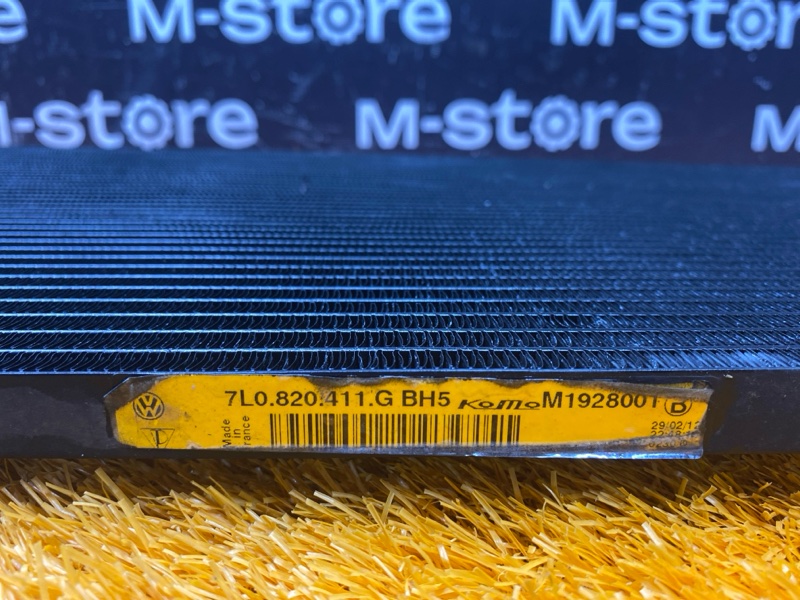 M-store
M-store
M-store
M-store
7L0.820.411.G BH5 KoMo M1928001 B
Made
in
France
29/02/12